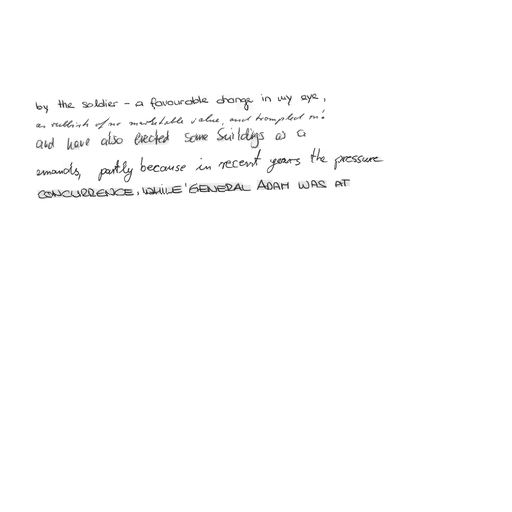 by the soldier - a favourable change in my eye,
as rubbish of no marketable value, and trampled on!
and have also erected some buildings as a
emands, partly because in recent years the pressure
CONCURRENCE, WHILE 'GENERAL ADAM WAS AT